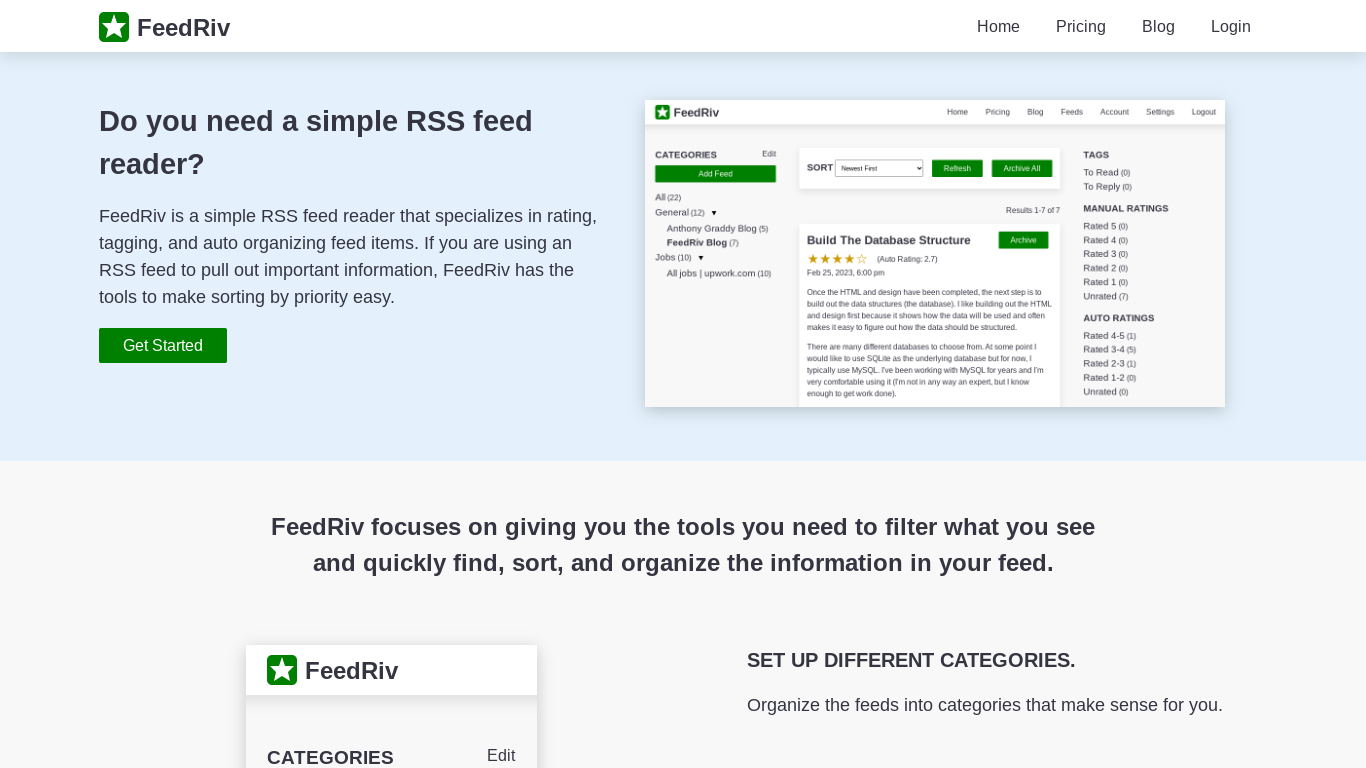 FeedRiv
Home Pricing Blog Login
Do you need a simple RSS feed
reader?
FeedRiv is a simple RSS feed reader that specializes in rating,
tagging, and auto organizing feed items. If you are using an
RSS feed to pull out important information, FeedRiv has the
tools to make sorting by priority easy.
Get Started
FeedRiv
Home Pricing Blog Feeds Account Settings Logout
CATEGORIES Edit
Add Feed
All (22)
General (12) ▼
Anthony Graddy Blog (5)
FeedRiv Blog (7)
Jobs (10) ▼
All jobs | upwork.com (10)
SORT Newest First Refresh Archive All
Results 1-7 of 7
Build The Database Structure Archive
★★★★☆ (Auto Rating: 2.7)
Feb 25, 2023, 6:00 pm
Once the HTML and design have been completed, the next step is to
build out the data structures (the database). I like building out the HTML
and design first because it shows how the data will be used and often
makes it easy to figure out how the data should be structured.
There are many different databases to choose from. At some point I
would like to use SQLite as the underlying database but for now, I
typically use MySQL. I've been working with MySQL for years and I'm
very comfortable using it (I'm not in any way an expert, but I know
enough to get work done).
TAGS
To Read (0)
To Reply (0)
MANUAL RATINGS
Rated 5 (0)
Rated 4 (0)
Rated 3 (0)
Rated 2 (0)
Rated 1 (0)
Unrated (7)
AUTO RATINGS
Rated 4-5 (1)
Rated 3-4 (5)
Rated 2-3 (1)
Rated 1-2 (0)
Unrated (0)
FeedRiv focuses on giving you the tools you need to filter what you see
and quickly find, sort, and organize the information in your feed.
FeedRiv
CATEGORIES Edit
SET UP DIFFERENT CATEGORIES.
Organize the feeds into categories that make sense for you.